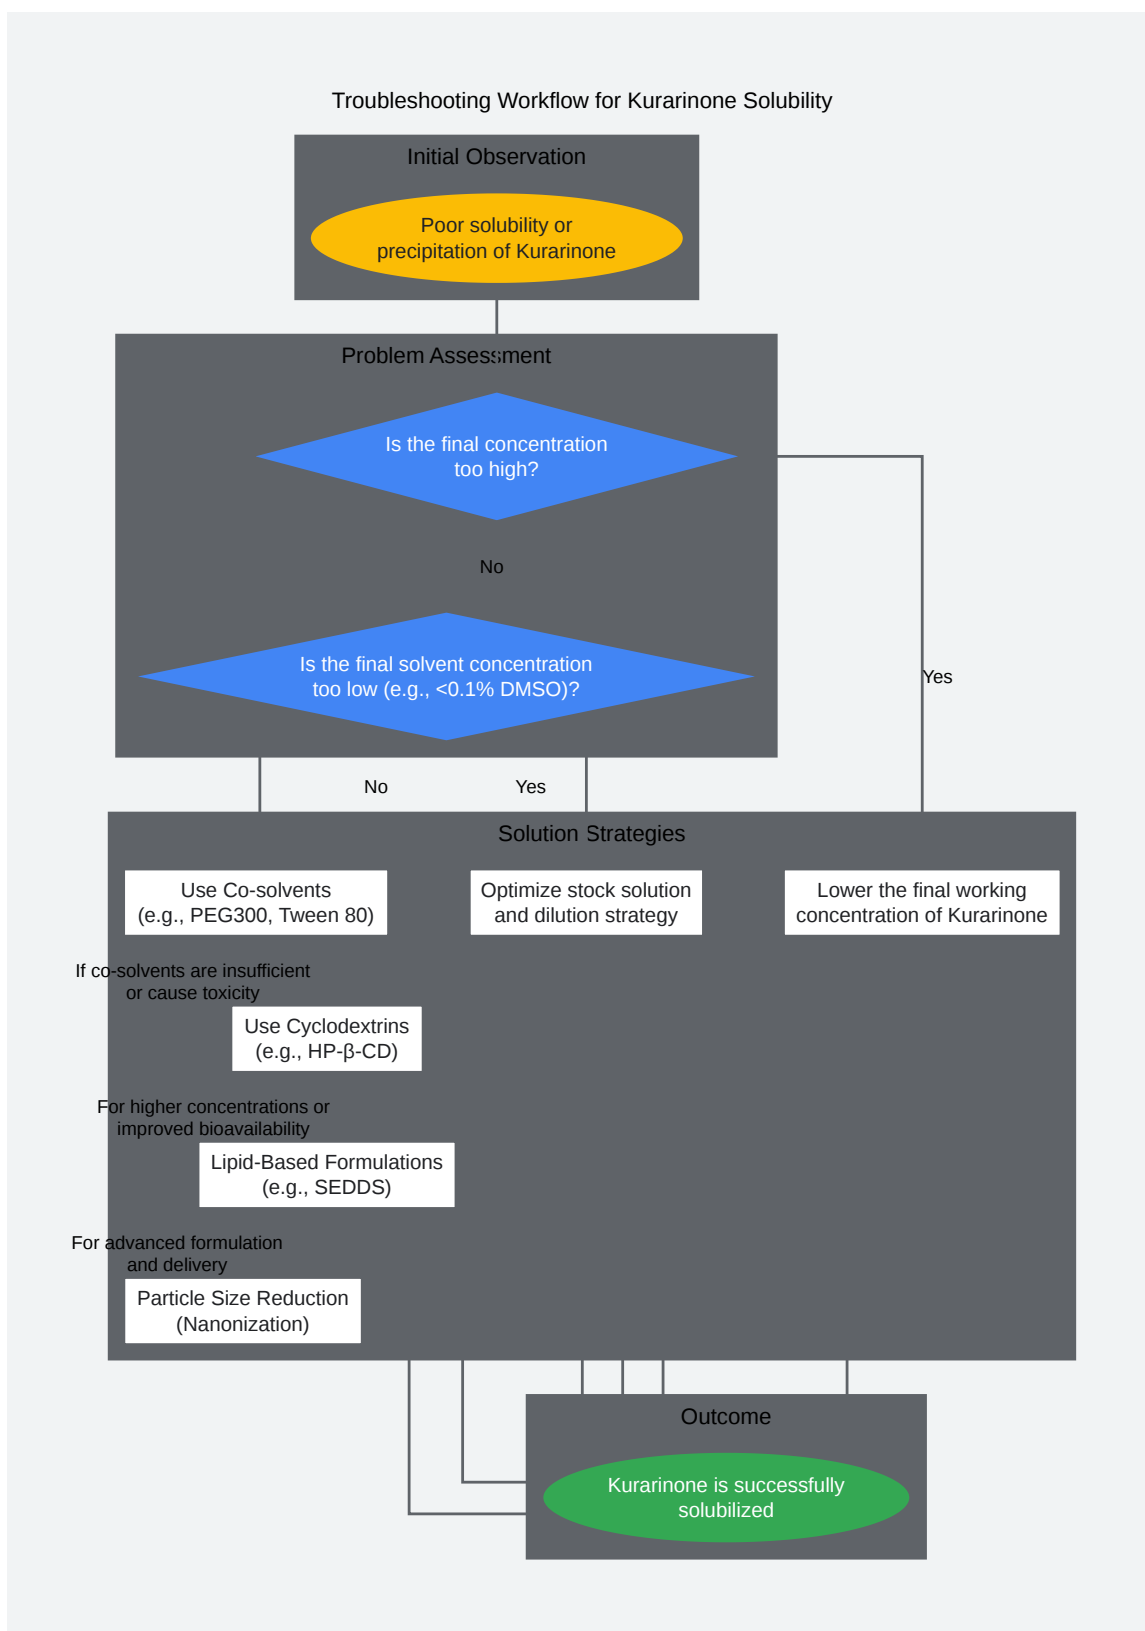 Troubleshooting Workflow for Kurarinone Solubility
Initial Observation
Poor solubility or
precipitation of Kurarinone
Problem Assessment
Is the final concentration
too high?
No
Is the final solvent concentration
too low (e.g., <0.1% DMSO)?
Yes
No
Yes
Solution Strategies
Use Co-solvents
(e.g., PEG300, Tween 80)
Optimize stock solution
and dilution strategy
Lower the final working
concentration of Kurarinone
If co-solvents are insufficient
or cause toxicity
Use Cyclodextrins
(e.g., HP-β-CD)
For higher concentrations or
improved bioavailability
Lipid-Based Formulations
(e.g., SEDDS)
For advanced formulation
and delivery
Particle Size Reduction
(Nanonization)
Outcome
Kurarinone is successfully
solubilized